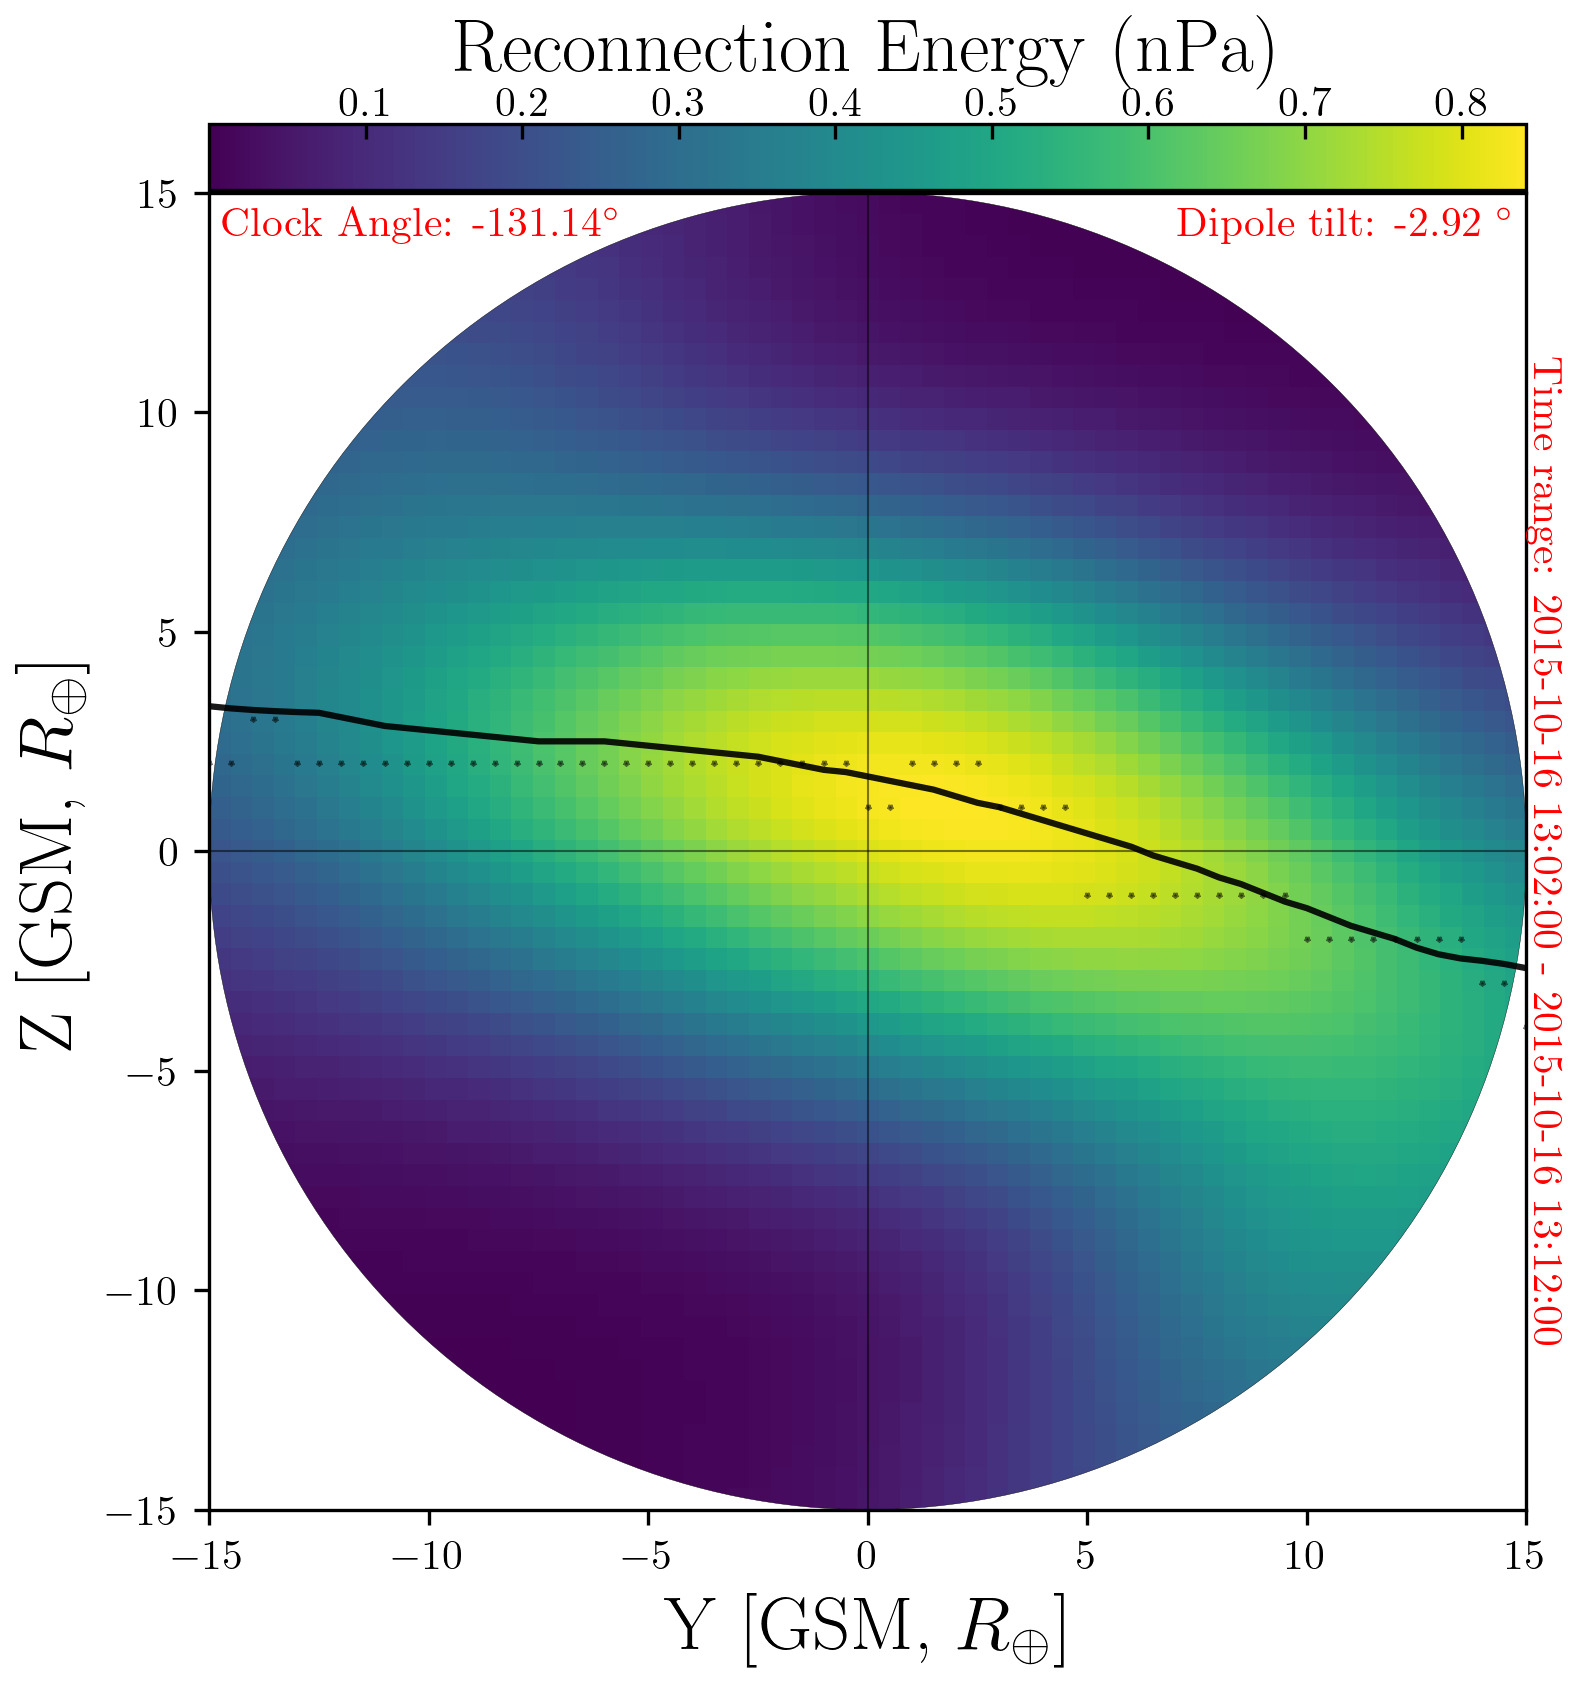 Reconnection Energy (nPa)
0.1 0.2 0.3 0.4 0.5 0.6 0.7 0.8
Clock Angle: -131.14°
Dipole tilt: -2.92 °
Time range: 2015-10-16 13:02:00 - 2015-10-16 13:12:00
Z [GSM, R⊕]
15
10
5
0
−5
−10
−15
−15 −10 −5 0 5 10 15
Y [GSM, R⊕]